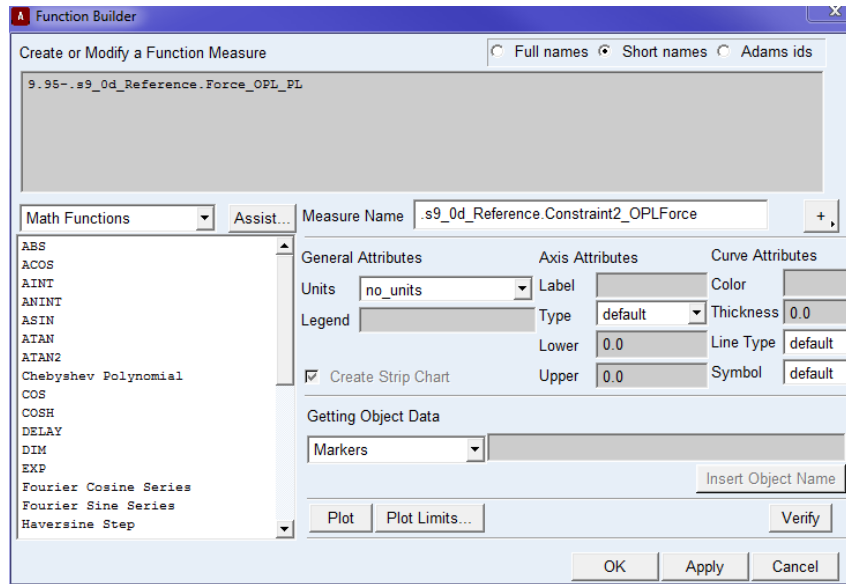 A Function Builder X
Create or Modify a Function Measure
Full names Short names Adams ids
9.95-.s9_0d_Reference.Force_OPL_PL
Math Functions Assist... Measure Name .s9_0d_Reference.Constraint2_OPLForce +
ABS
ACOS
AINT
ANINT
ASIN
ATAN
ATAN2
Chebyshev Polynomial
COS
COSH
DELAY
DIM
EXP
Fourier Cosine Series
Fourier Sine Series
Haversine Step
General Attributes Axis Attributes Curve Attributes
Units no_units Label Color
Legend Type default Thickness 0.0
Lower 0.0 Line Type default
Create Strip Chart Upper 0.0 Symbol default
Getting Object Data
Markers
Insert Object Name
Plot Plot Limits... Verify
OK Apply Cancel